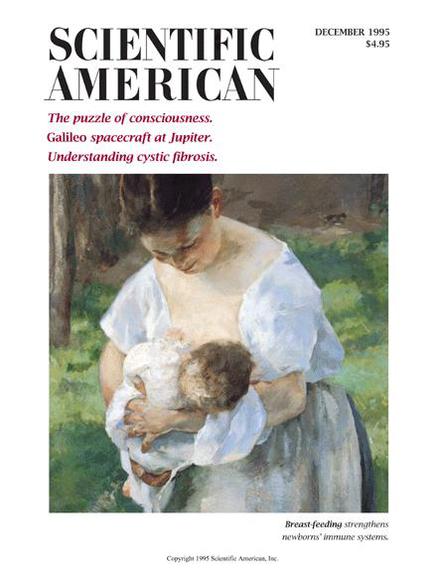 SCIENTIFIC
AMERICAN
DECEMBER 1995
$4.95
The puzzle of consciousness.
Galileo spacecraft at Jupiter.
Understanding cystic fibrosis.
Breast-feeding strengthens
newborns' immune systems.
Copyright 1995 Scientific American, Inc.